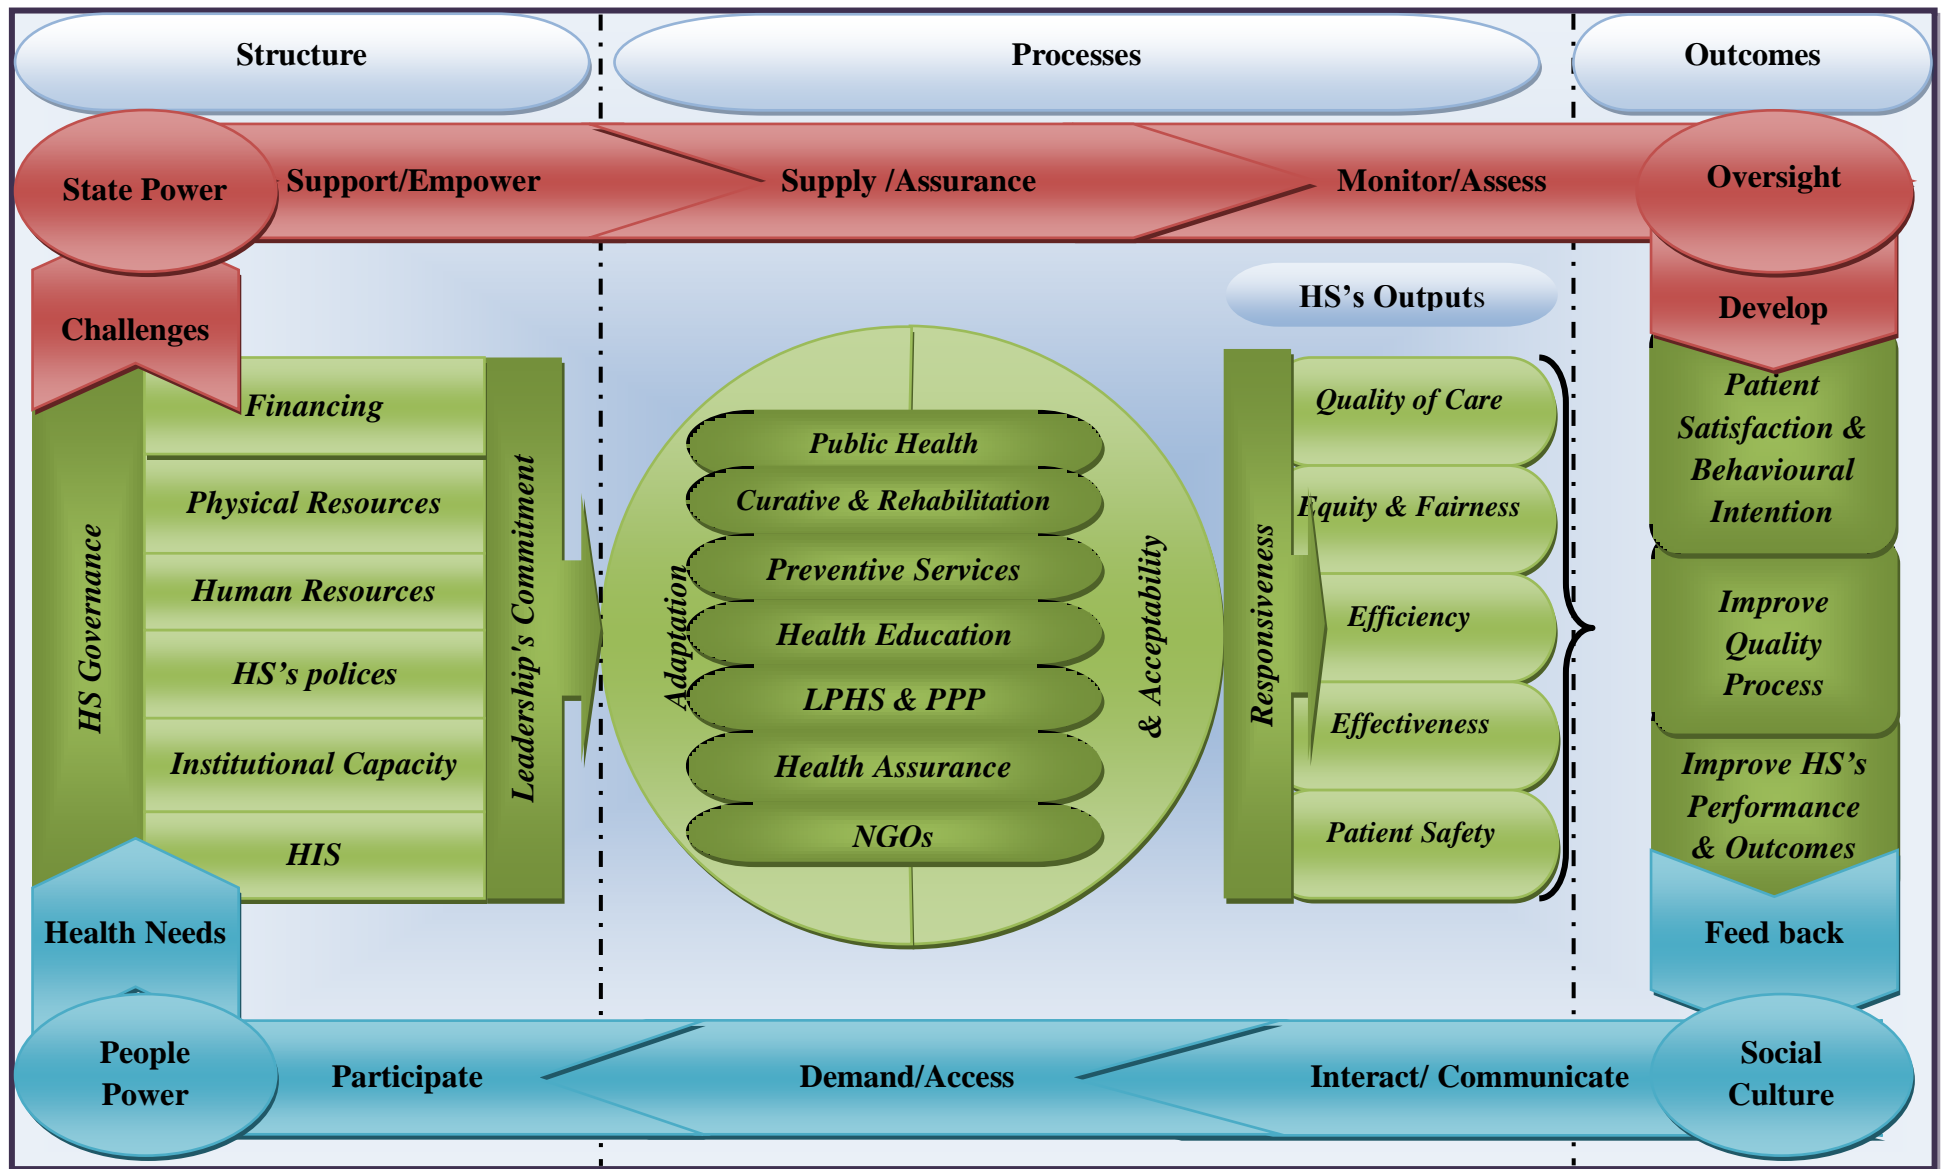 Structure
Processes
Outcomes
State Power
Support/Empower
Supply /Assurance
Monitor/Assess
Oversight
Challenges
HS's Outputs
Develop
HS Governance
Financing
Physical Resources
Human Resources
HS's polices
Institutional Capacity
HIS
Leadership's Commitment
Adaptation
Public Health
Curative & Rehabilitation
Preventive Services
Health Education
LPHS & PPP
Health Assurance
NGOs
& Acceptability
Responsiveness
Quality of Care
Equity & Fairness
Efficiency
Effectiveness
Patient Safety
Patient
Satisfaction &
Behavioural
Intention
Improve
Quality
Process
Improve HS's
Performance
& Outcomes
Health Needs
Feed back
People
Power
Participate
Demand/Access
Interact/ Communicate
Social
Culture